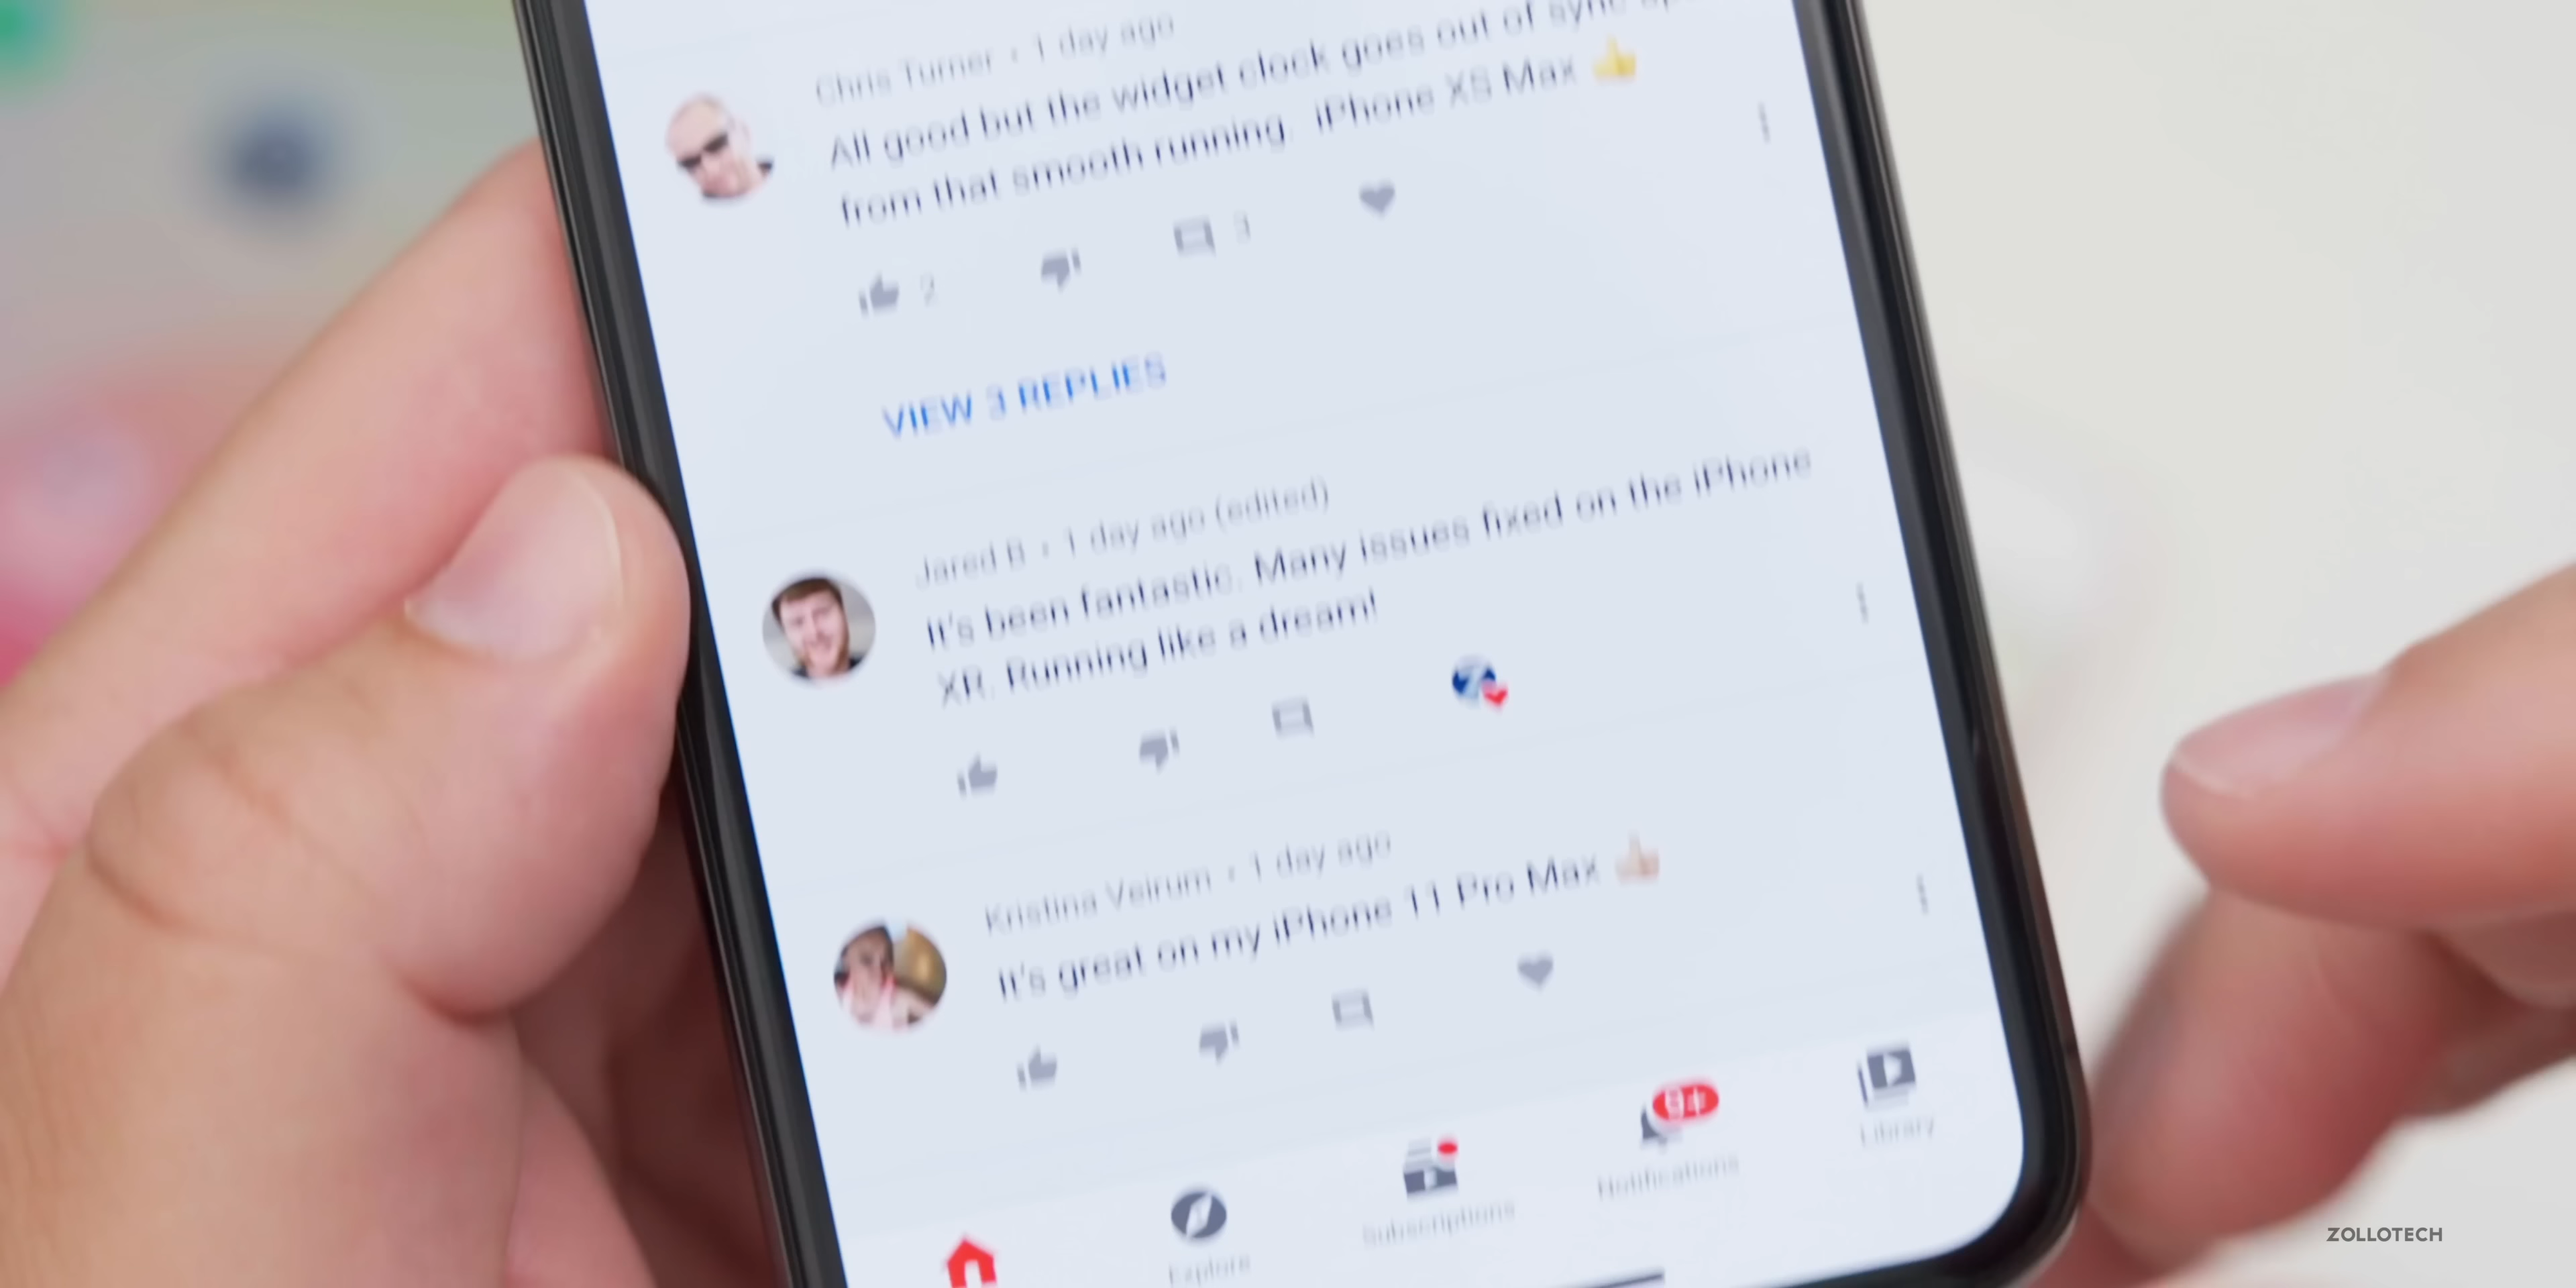 Chris Turner • 1 day ago
All good but the widget clock goes out of sync
from that smooth running. iPhone XS Max 👍
2
3
VIEW 3 REPLIES
Jared B • 1 day ago (edited)
It's been fantastic. Many issues fixed on the iPhone
XR. Running like a dream!
Kristina Veirum • 1 day ago
It's great on my iPhone 11 Pro Max 👍🏻
9+
Explore
Subscriptions
Notifications
Library
ZOLLOTECH